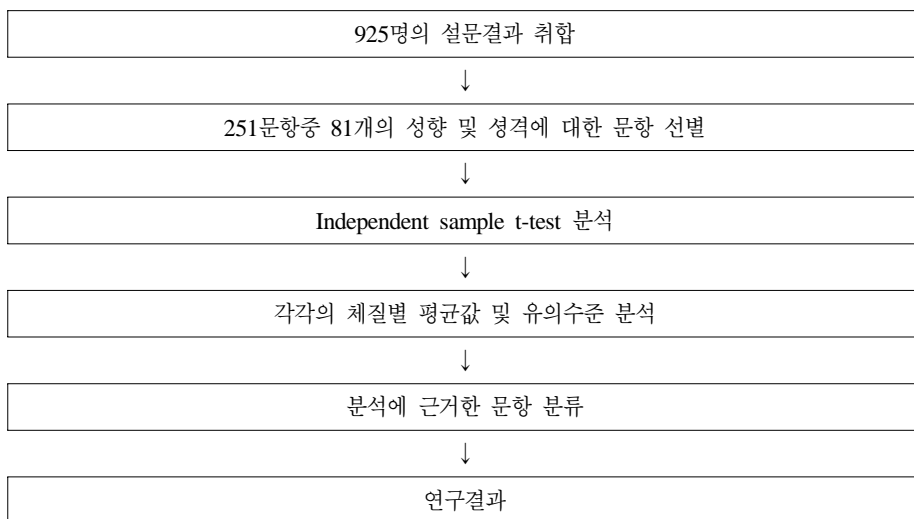 925명의 설문결과 취합
↓
251문항중 81개의 성향 및 성격에 대한 문항 선별
↓
Independent sample t-test 분석
↓
각각의 체질별 평균값 및 유의수준 분석
↓
분석에 근거한 문항 분류
↓
연구결과